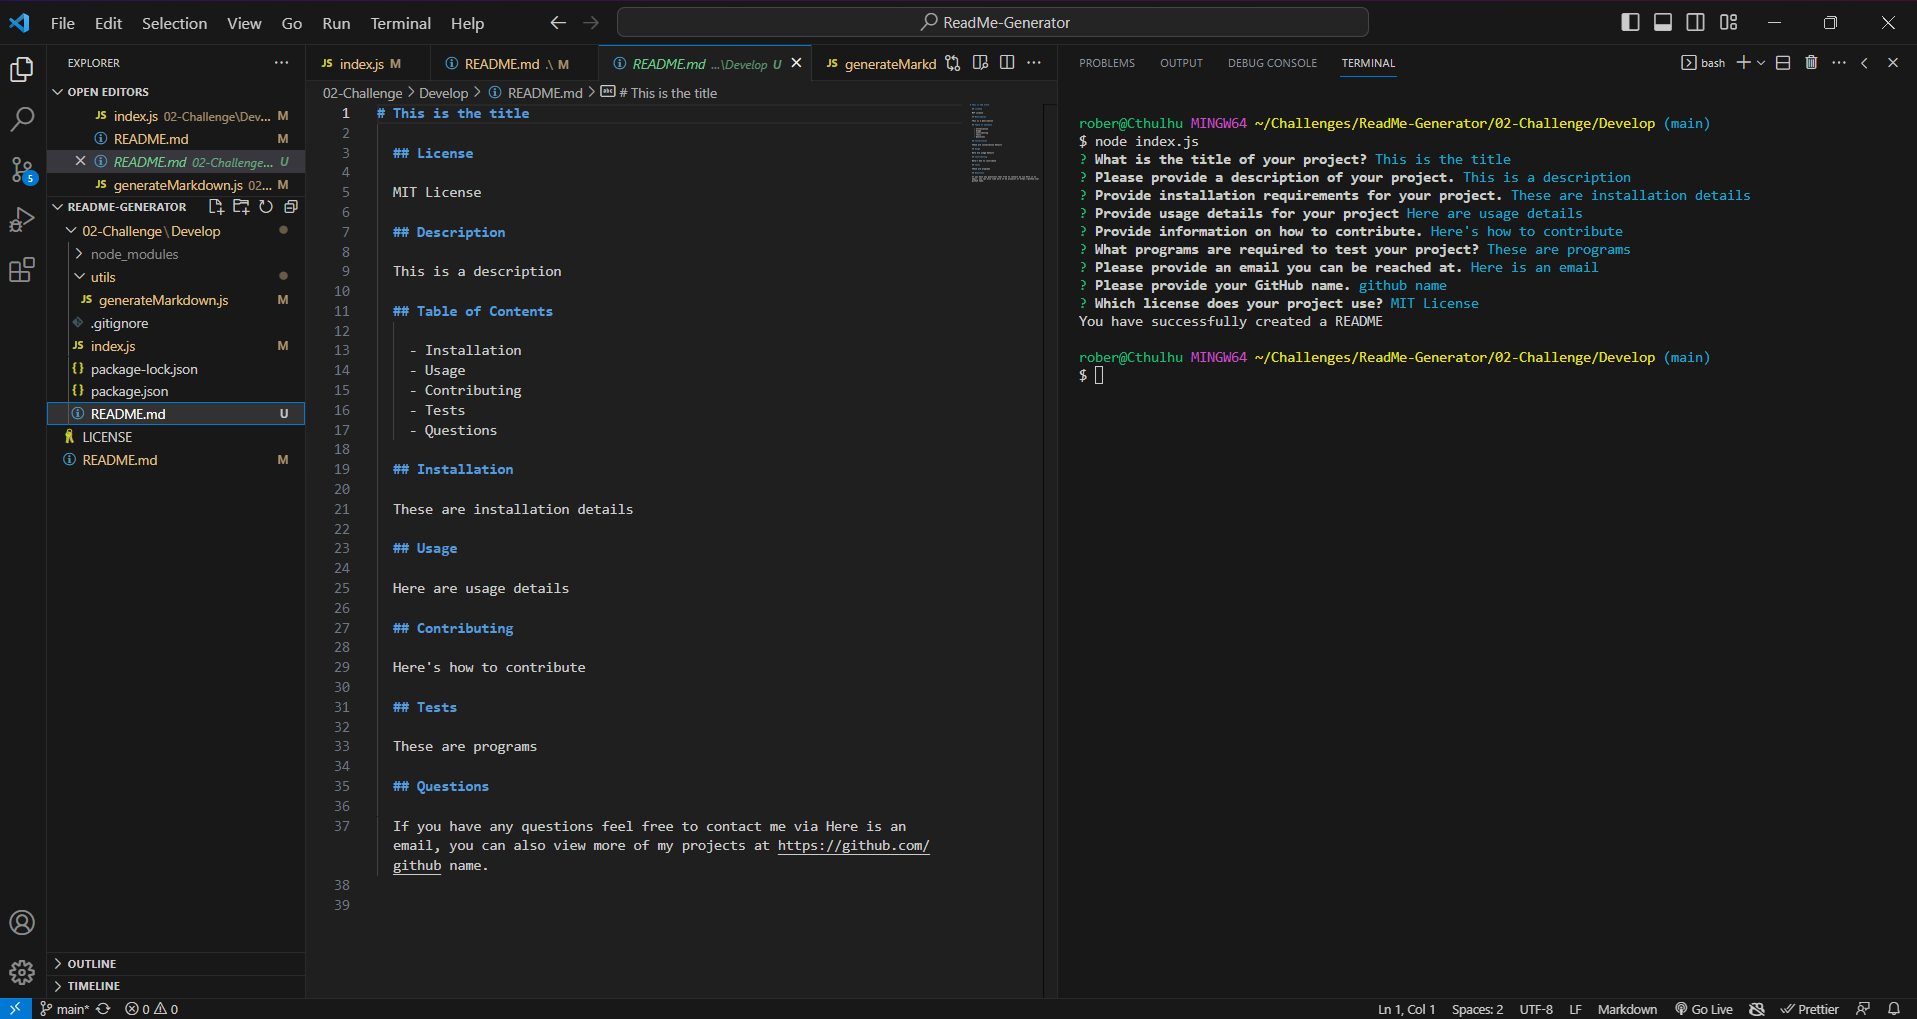 File Edit Selection View Go Run Terminal Help
ReadMe-Generator
EXPLORER
OPEN EDITORS
index.js 02-Challenge\Dev... M
README.md M
README.md 02-Challenge... U
generateMarkdown.js 02... M
README-GENERATOR
02-Challenge \ Develop
node_modules
utils
generateMarkdown.js M
.gitignore
index.js M
package-lock.json
package.json
README.md U
LICENSE
README.md M
OUTLINE
TIMELINE
index.js M
README.md .\ M
README.md ...\Develop U
generateMarkd
02-Challenge > Develop > README.md > # This is the title
1 # This is the title
2
3 ## License
4
5 MIT License
6
7 ## Description
8
9 This is a description
10
11 ## Table of Contents
12
13 - Installation
14 - Usage
15 - Contributing
16 - Tests
17 - Questions
18
19 ## Installation
20
21 These are installation details
22
23 ## Usage
24
25 Here are usage details
26
27 ## Contributing
28
29 Here's how to contribute
30
31 ## Tests
32
33 These are programs
34
35 ## Questions
36
37 If you have any questions feel free to contact me via Here is an
email, you can also view more of my projects at https://github.com/
github name.
38
39
PROBLEMS OUTPUT DEBUG CONSOLE TERMINAL
bash
rober@Cthulhu MINGW64 ~/Challenges/ReadMe-Generator/02-Challenge/Develop (main)
$ node index.js
? What is the title of your project? This is the title
? Please provide a description of your project. This is a description
? Provide installation requirements for your project. These are installation details
? Provide usage details for your project Here are usage details
? Provide information on how to contribute. Here's how to contribute
? What programs are required to test your project? These are programs
? Please provide an email you can be reached at. Here is an email
? Please provide your GitHub name. github name
? Which license does your project use? MIT License
You have successfully created a README
rober@Cthulhu MINGW64 ~/Challenges/ReadMe-Generator/02-Challenge/Develop (main)
$
5
main* 0 0
Ln 1, Col 1 Spaces: 2 UTF-8 LF Markdown Go Live Prettier